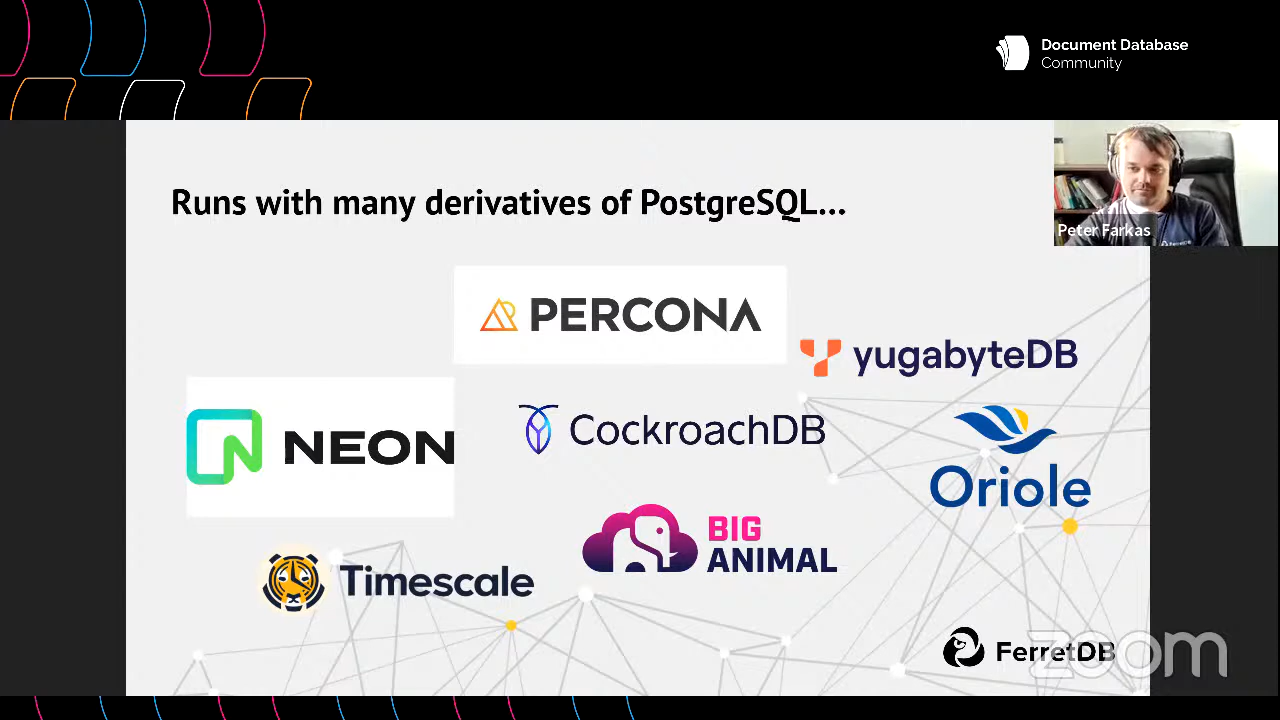 Document Database
Community
Runs with many derivatives of PostgreSQL...
Peter Farkas
PERCONA
yugabyteDB
NEON
CockroachDB
Oriole
BIG
ANIMAL
Timescale
FerretDB
zoom